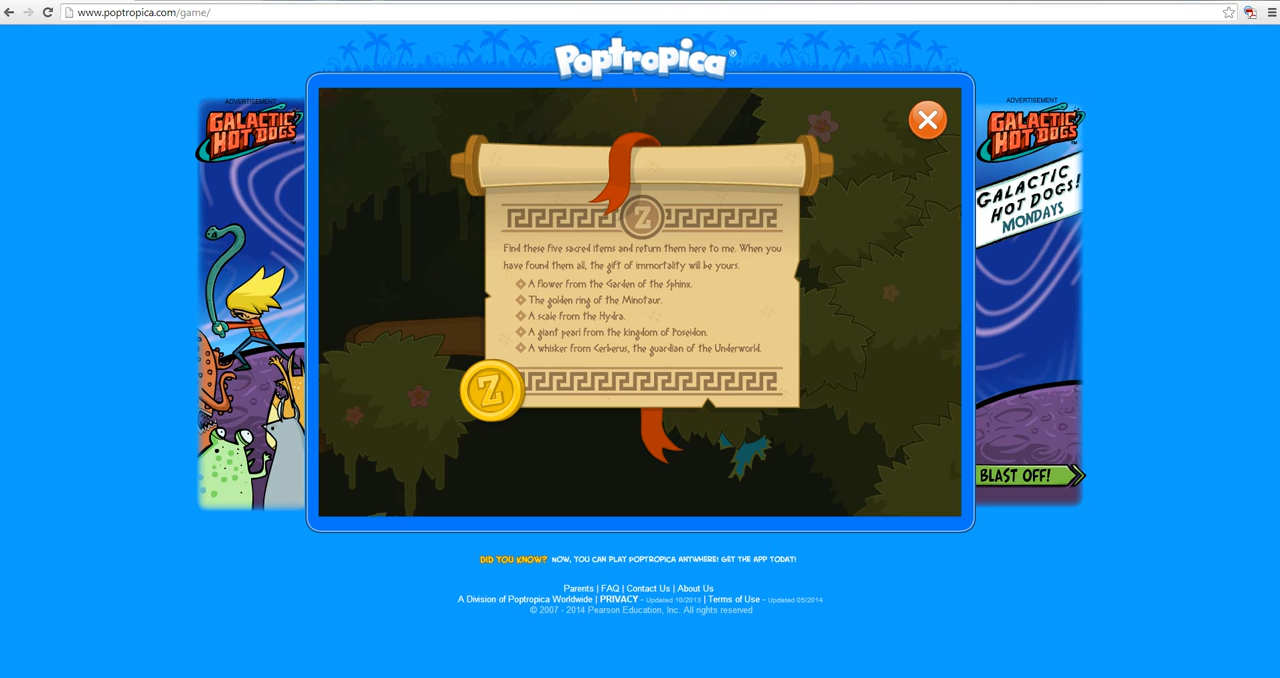 www.poptropica.com/game/
Poptropica®
ADVERTISEMENT
GALACTIC
HOT DOGS
ADVERTISEMENT
GALACTIC
HOT DOGS
GALACTIC
HOT DOGS!
MONDAYS
BLAST OFF!
Z
Find these five sacred items and return them here to me. When you
have found them all, the gift of immortality will be yours.
A flower from the Garden of the Sphinx.
The golden ring of the Minotaur.
A scale from the Hydra.
A giant pearl from the kingdom of Poseidon.
A whisker from Cerberus, the guardian of the Underworld.
Z
DID YOU KNOW? NOW, YOU CAN PLAY POPTROPICA ANYWHERE! GET THE APP TODAY!
Parents | FAQ | Contact Us | About Us
A Division of Poptropica Worldwide | PRIVACY - Updated 10/2013 | Terms of Use - Updated 05/2014
© 2007 - 2014 Pearson Education, Inc. All rights reserved